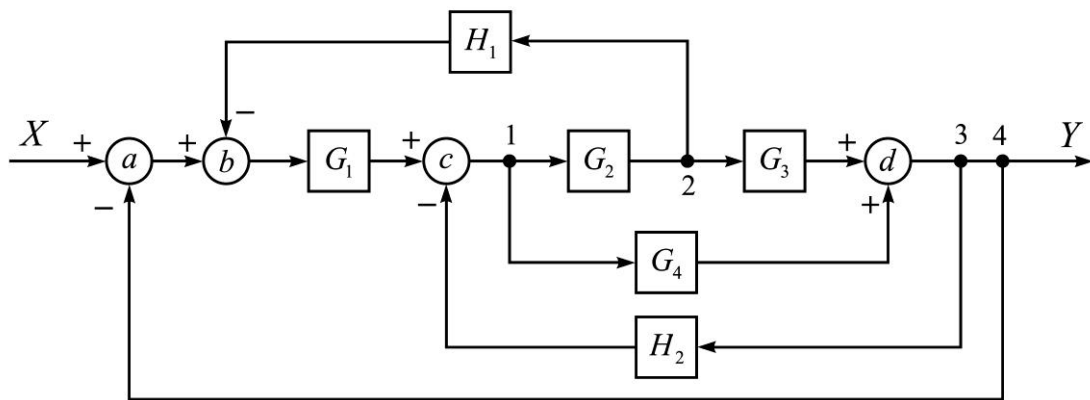 H₁
−
X + a + b G₁ + c 1 G₂ 2 G₃ + d 3 4 Y
− − +
G₄
H₂